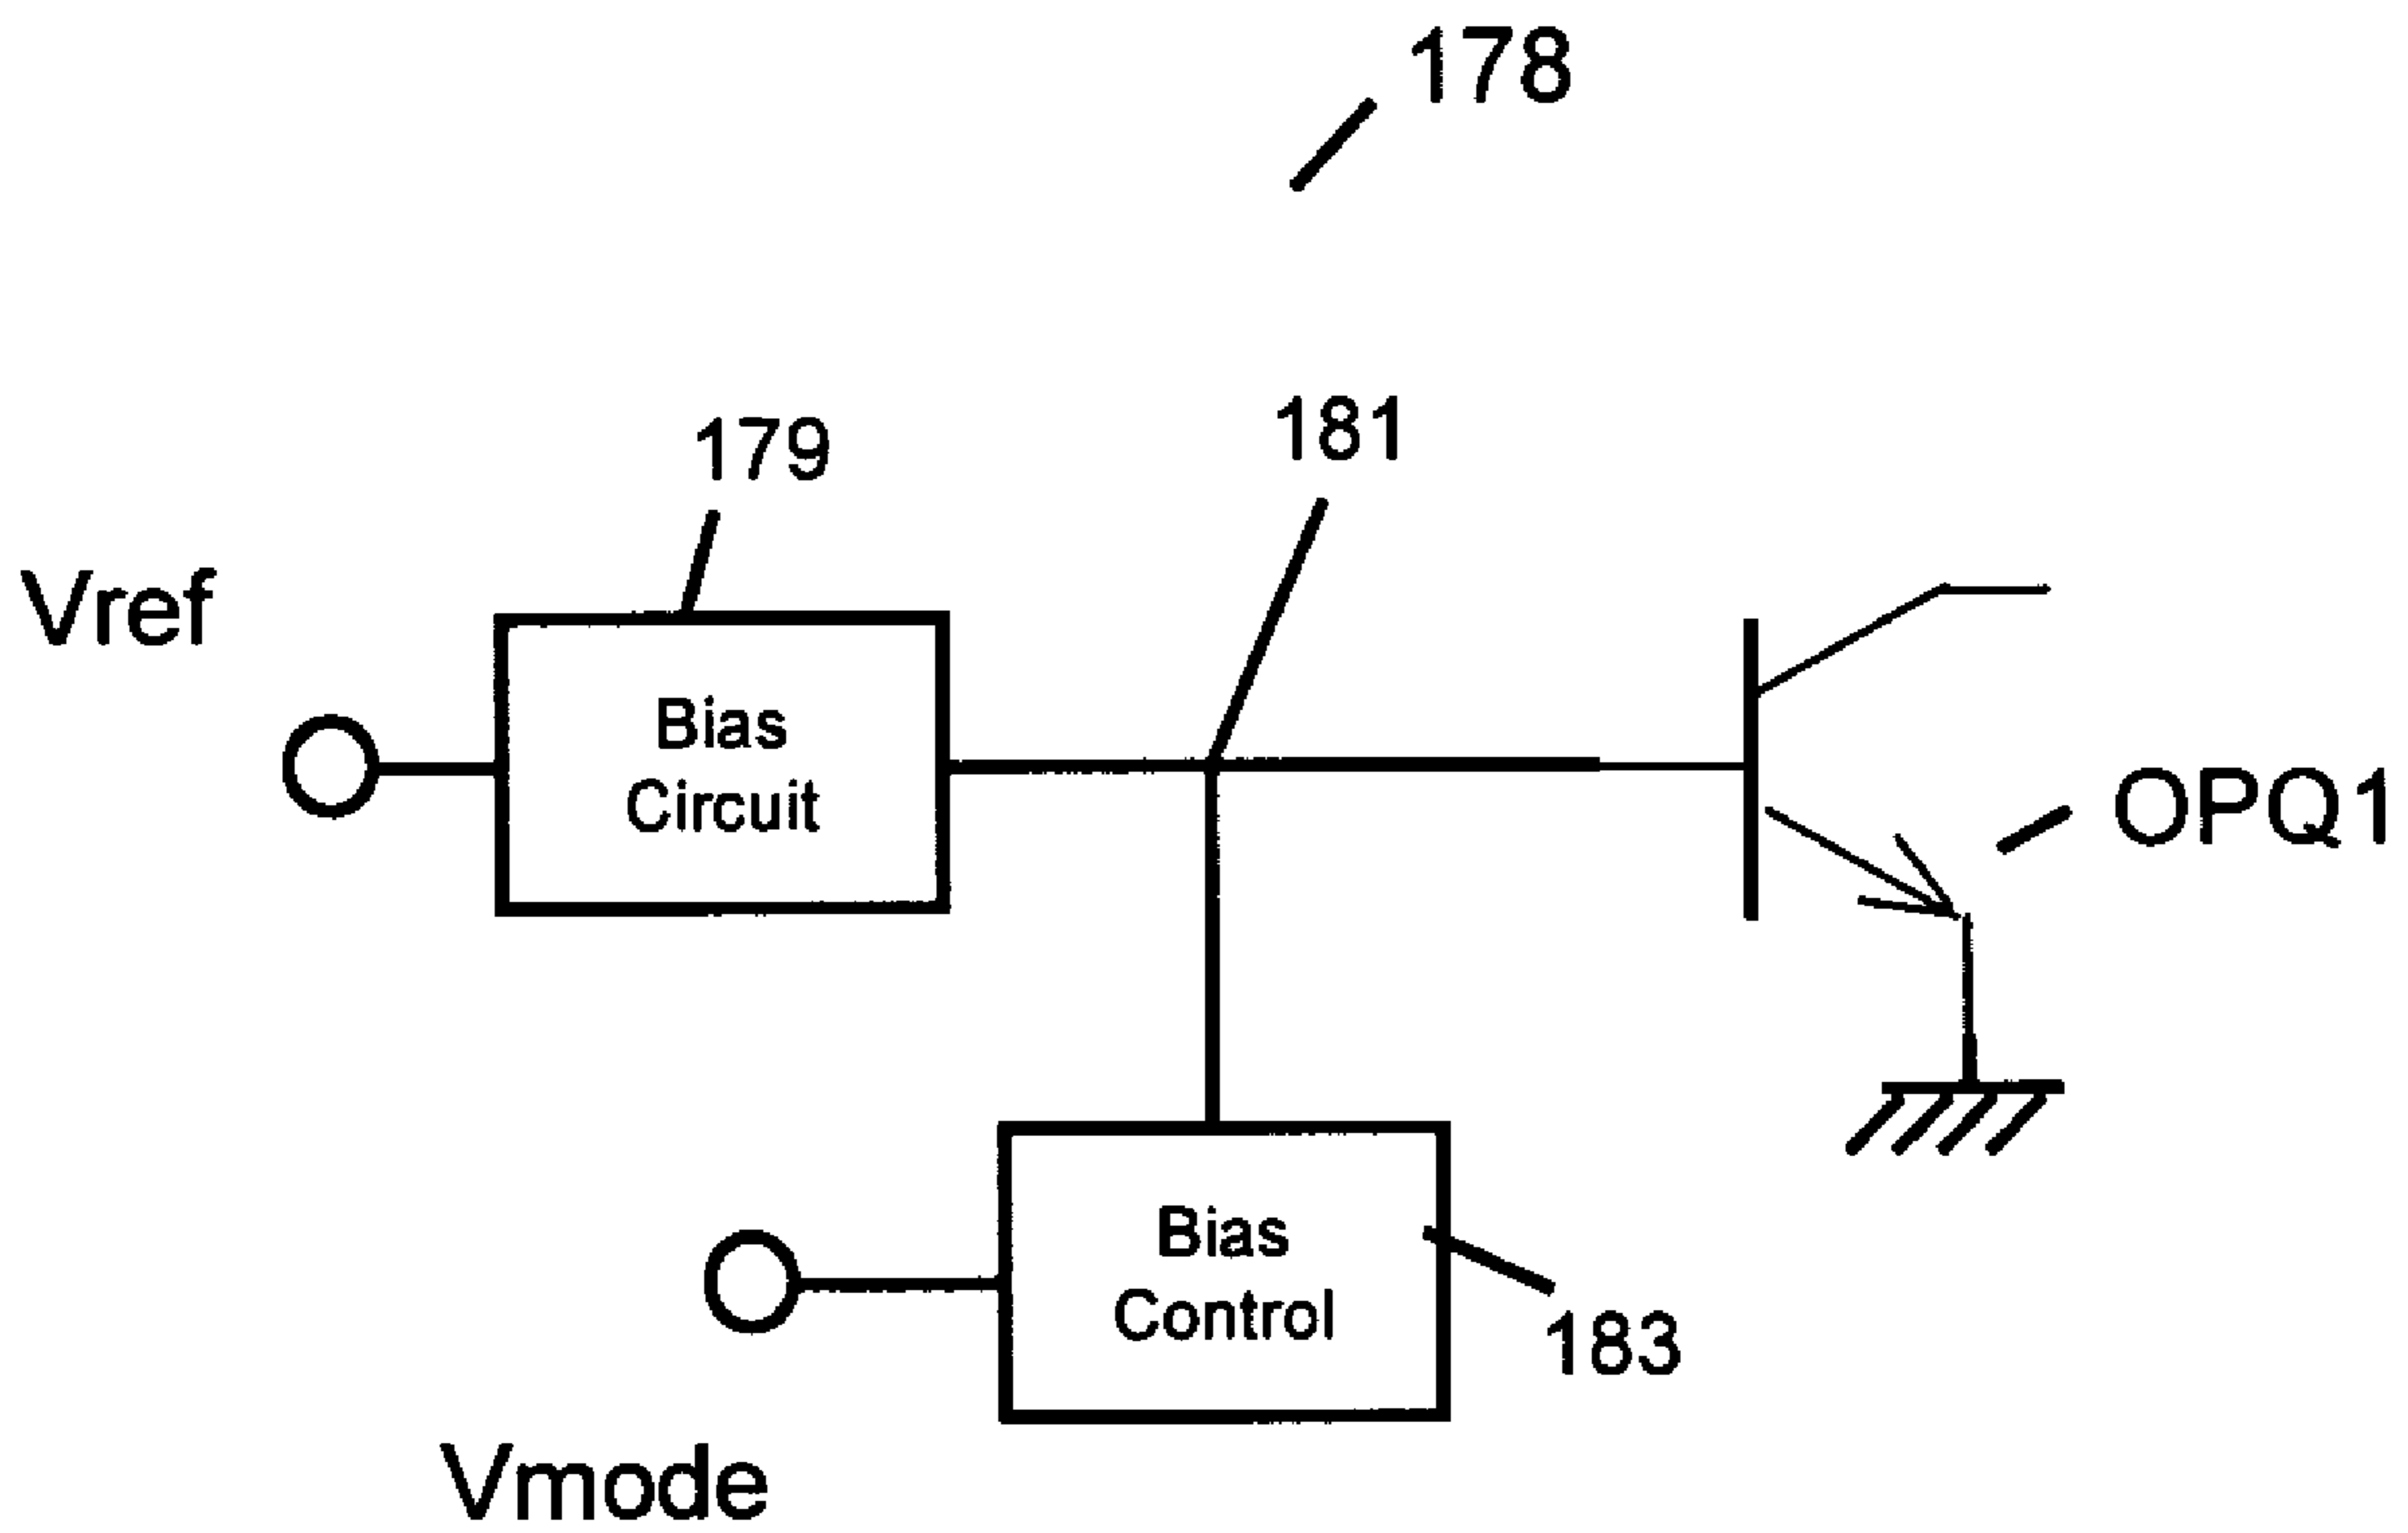 178
181
179
Vref
Bias
Circuit
OPQ1
Bias
Control
183
Vmode